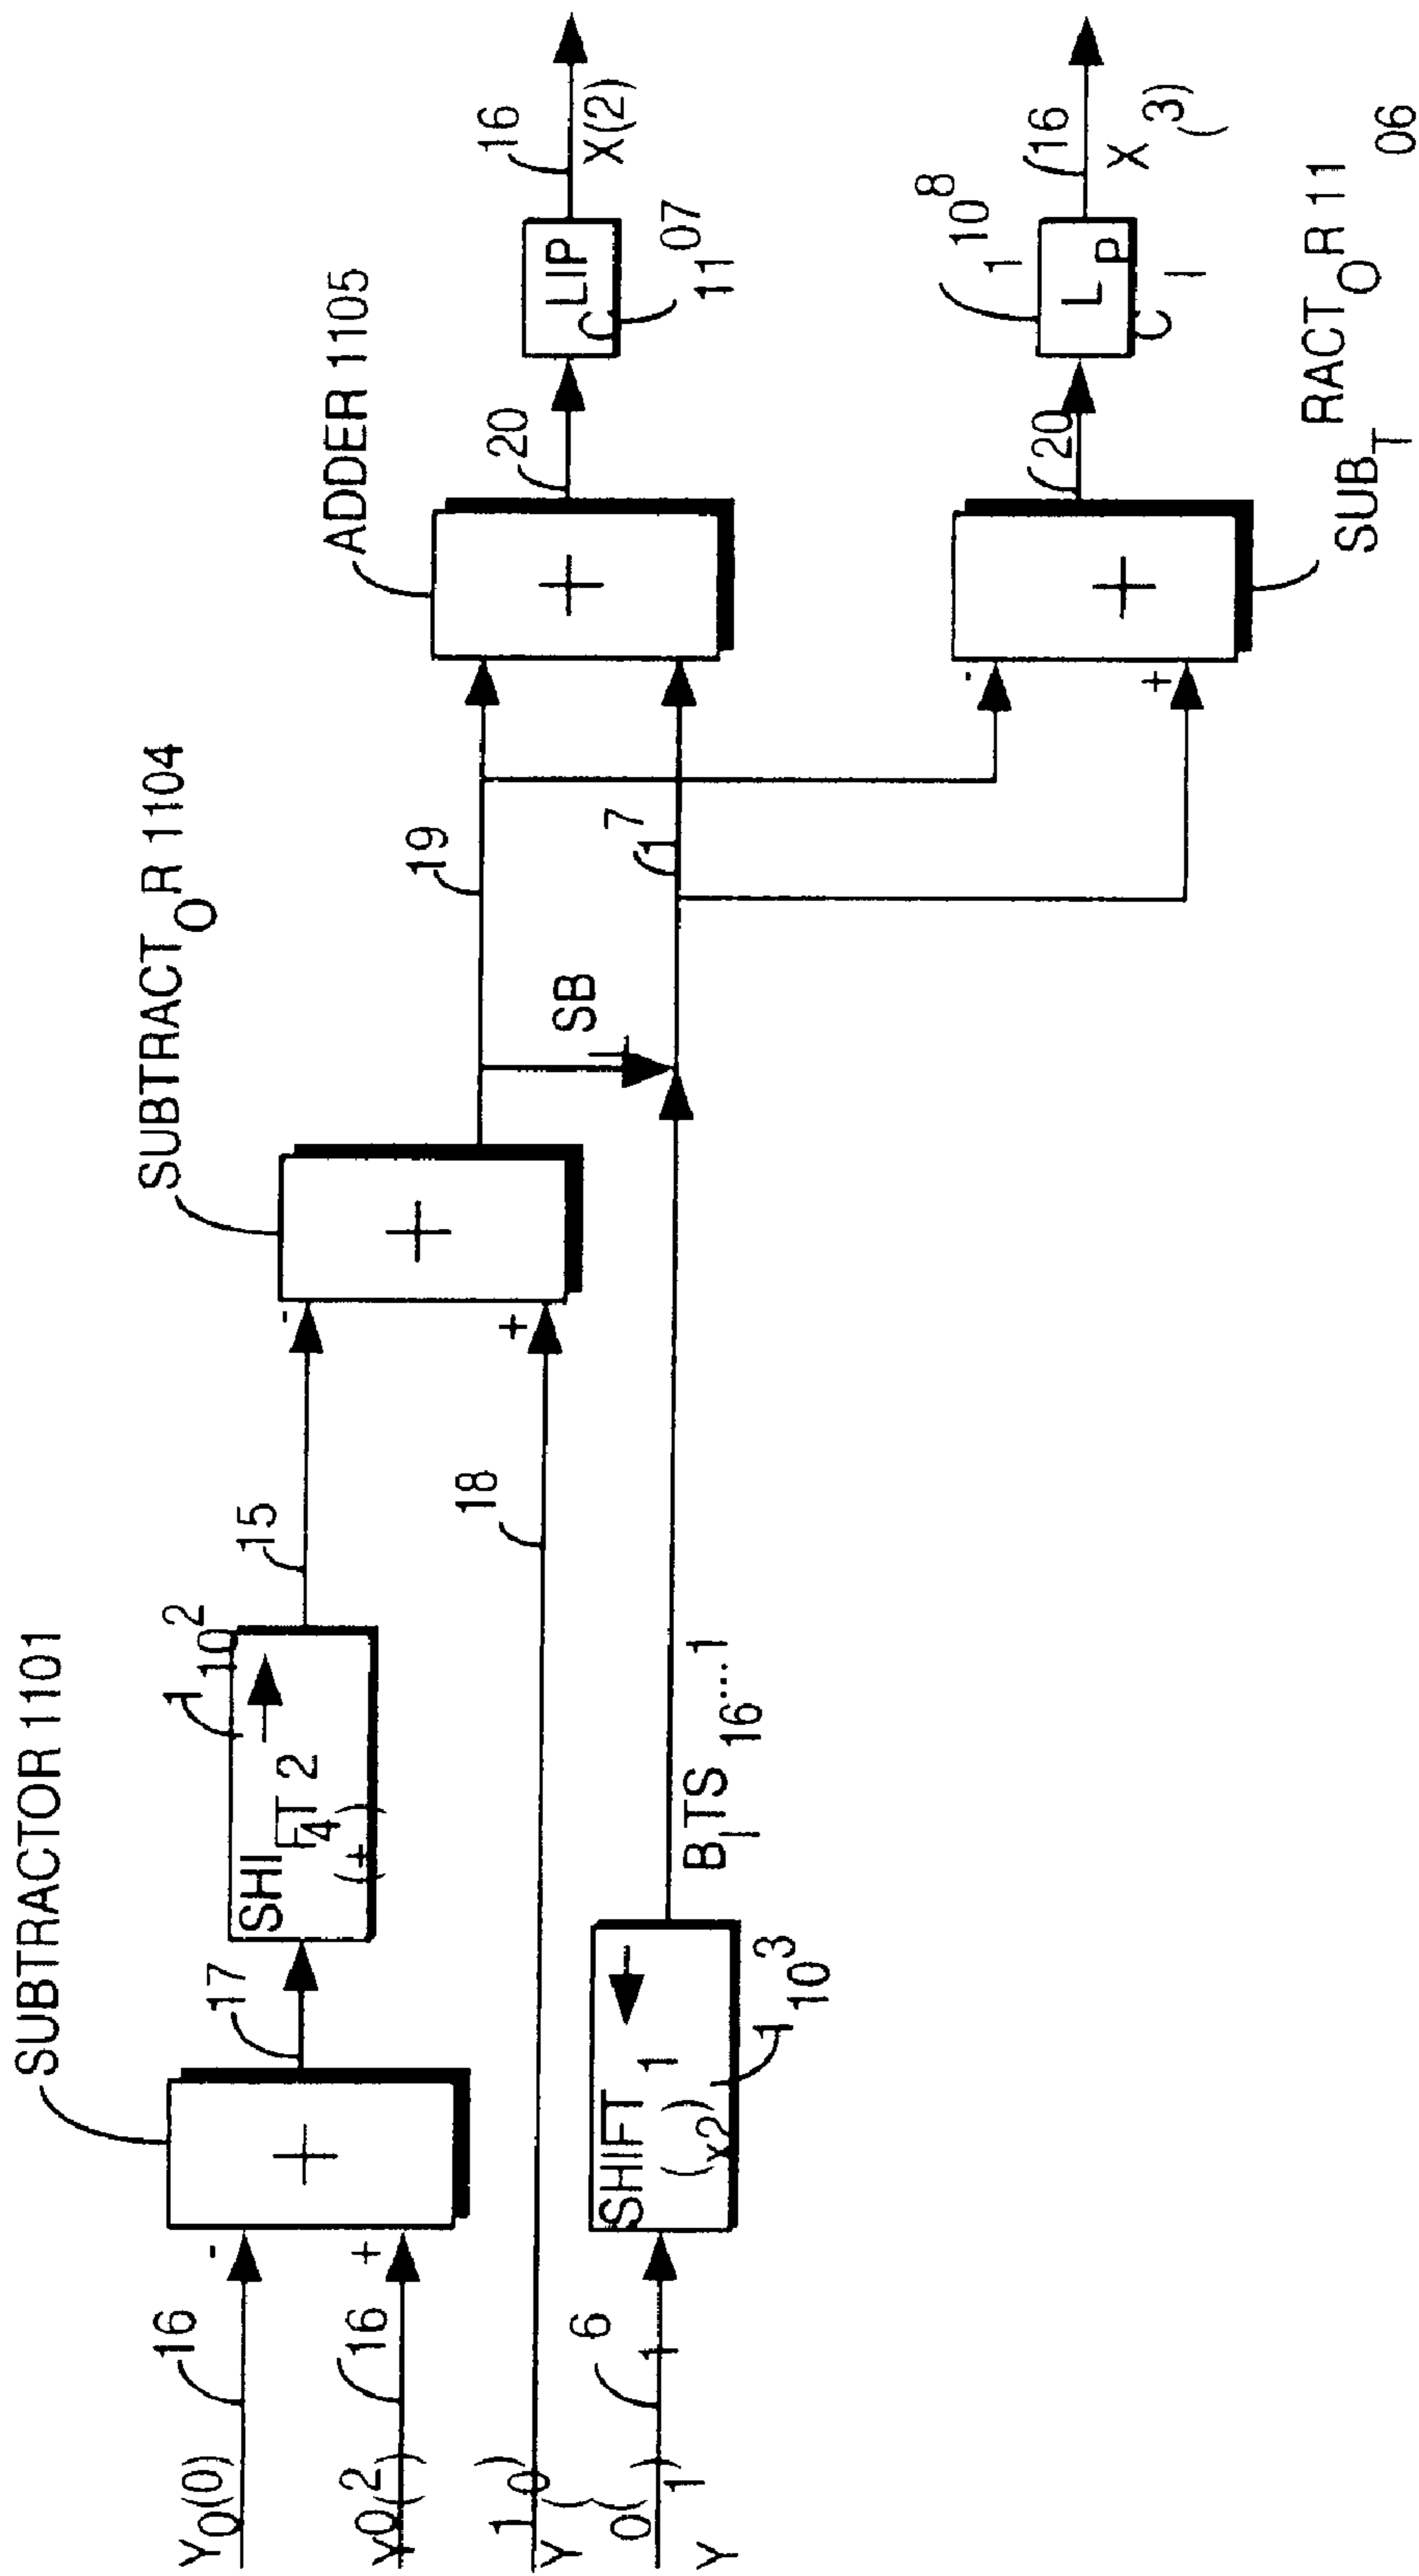 SUBTRACTOR 1101
SUBTRACTOR 1104
ADDER 1105
Y0(0)
16
-
Y0(2)
16
+
+
17
SHIFT 2
(÷4)
1102
15
-
+
+
19
+
20
CLIP
1107
16
X(2)
Y1(0)
18
Y0(1)
16
SHIFT 1
(x2)
1103
BITS 16...1
LSB
17
-
+
+
20
CLIP
1108
16
X(3)
SUBTRACTOR 1106